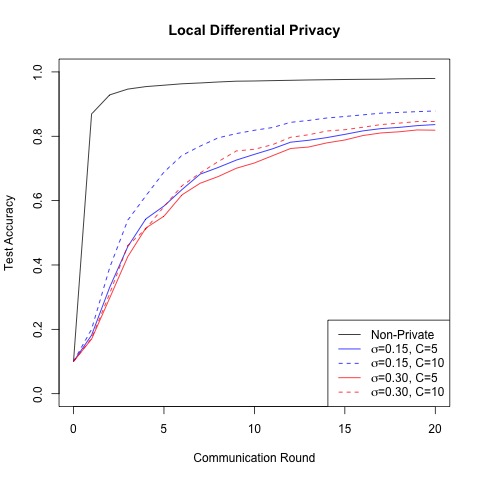 Local Differential Privacy
Test Accuracy
1.0
0.8
0.6
0.4
0.2
0.0
Non-Private
σ=0.15, C=5
σ=0.15, C=10
σ=0.30, C=5
σ=0.30, C=10
0 5 10 15 20
Communication Round